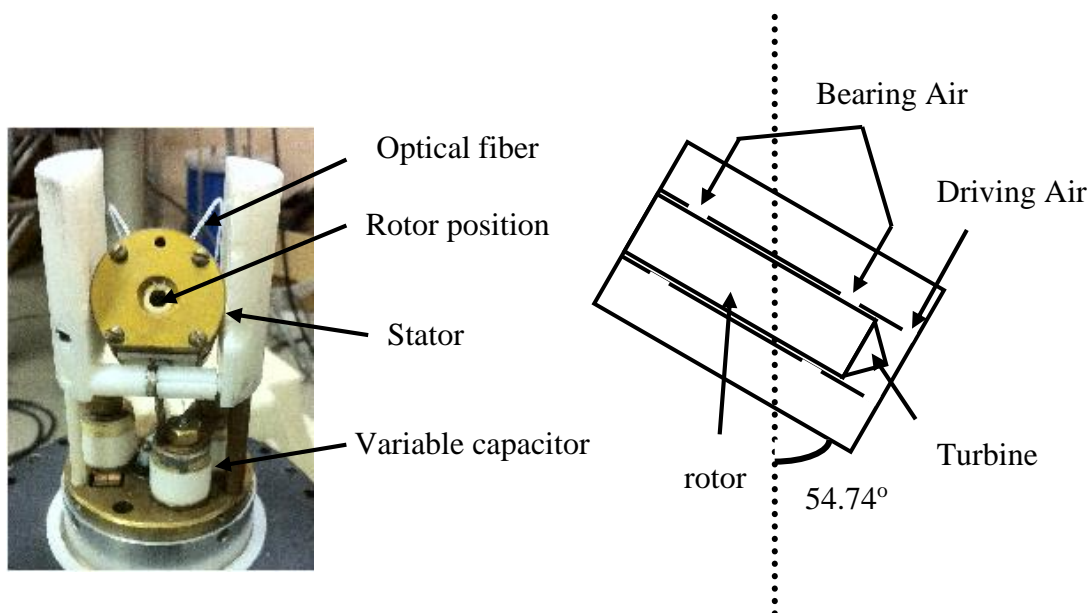 Optical fiber
Rotor position
Stator
Variable capacitor
Bearing Air
Driving Air
Turbine
rotor
54.74º